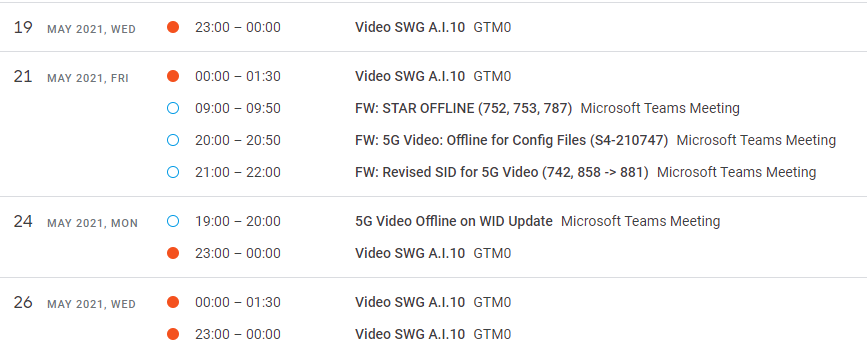 19 MAY 2021, WED 23:00 – 00:00 Video SWG A.I.10 GTM0
21 MAY 2021, FRI 00:00 – 01:30 Video SWG A.I.10 GTM0
09:00 – 09:50 FW: STAR OFFLINE (752, 753, 787) Microsoft Teams Meeting
20:00 – 20:50 FW: 5G Video: Offline for Config Files (S4-210747) Microsoft Teams Meeting
21:00 – 22:00 FW: Revised SID for 5G Video (742, 858 -> 881) Microsoft Teams Meeting
24 MAY 2021, MON 19:00 – 20:00 5G Video Offline on WID Update Microsoft Teams Meeting
23:00 – 00:00 Video SWG A.I.10 GTM0
26 MAY 2021, WED 00:00 – 01:30 Video SWG A.I.10 GTM0
23:00 – 00:00 Video SWG A.I.10 GTM0